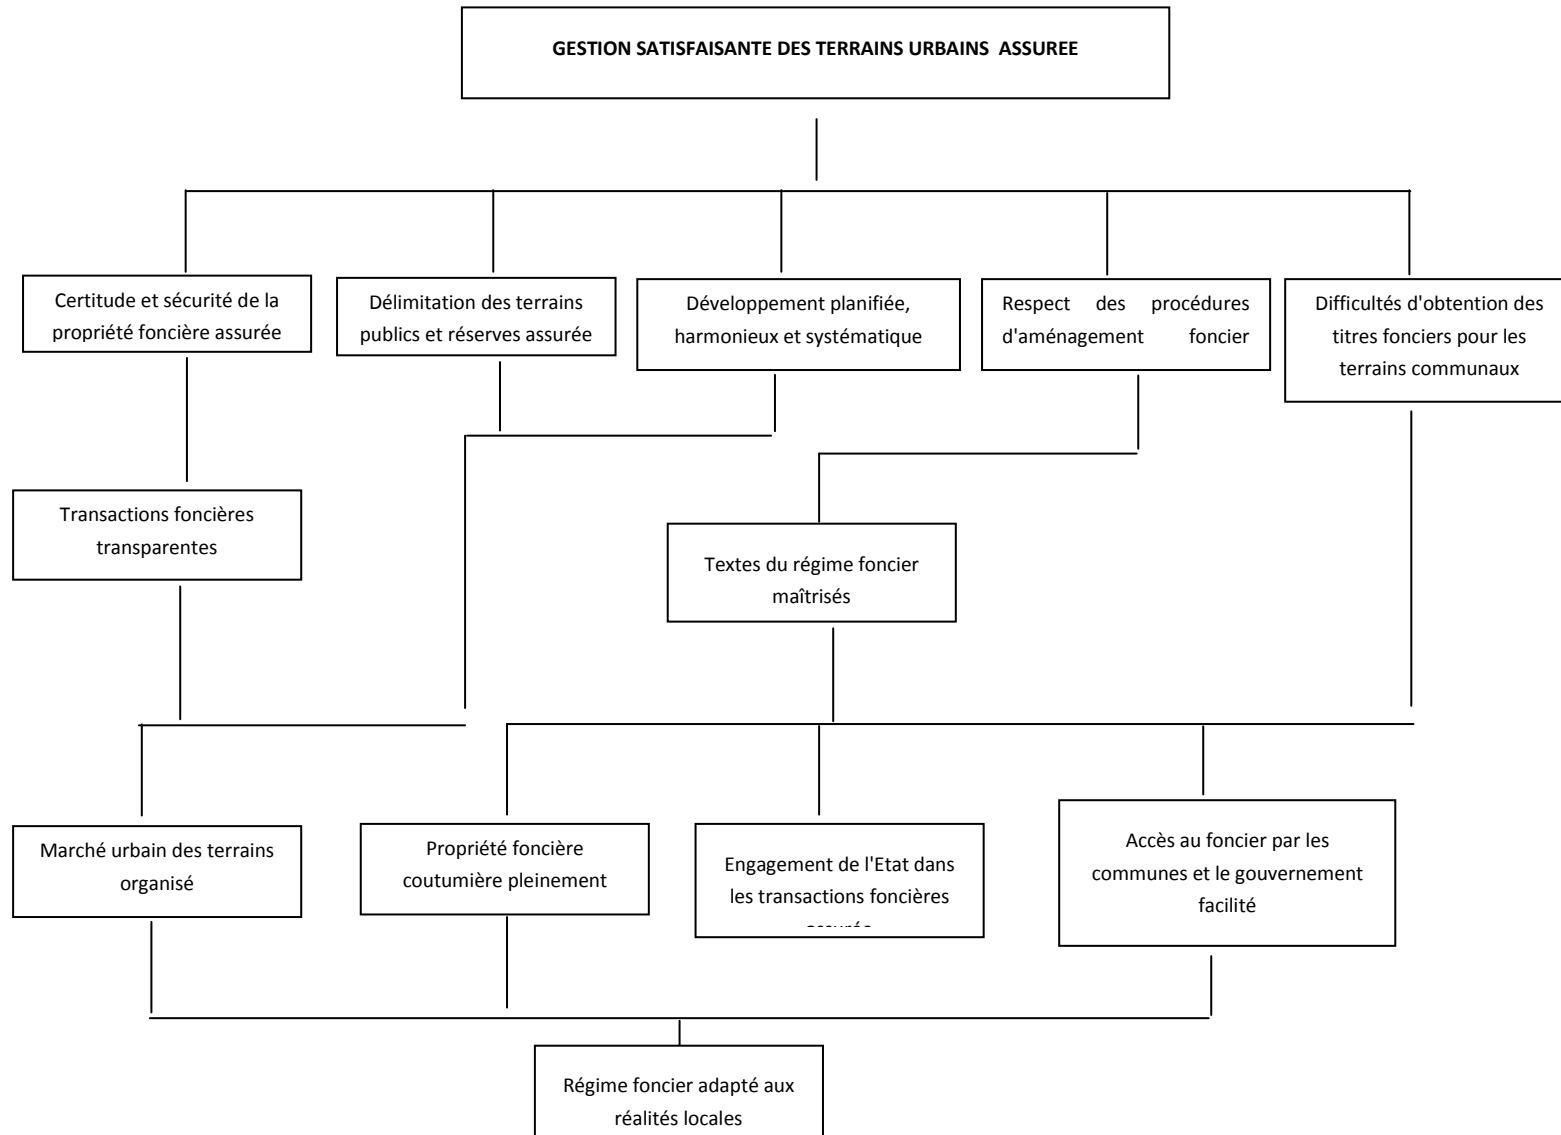 GESTION SATISFAISANTE DES TERRAINS URBAINS ASSUREE
Certitude et sécurité de la
propriété foncière assurée
Délimitation des terrains
publics et réserves assurée
Développement planifiée,
harmonieux et systématique
Respect des procédures
d'aménagement foncier
Difficultés d'obtention des
titres fonciers pour les
terrains communaux
Transactions foncières
transparentes
Textes du régime foncier
maîtrisés
Marché urbain des terrains
organisé
Propriété foncière
coutumière pleinement
Engagement de l'Etat dans
les transactions foncières
Accès au foncier par les
communes et le gouvernement
facilité
Régime foncier adapté aux
réalités locales